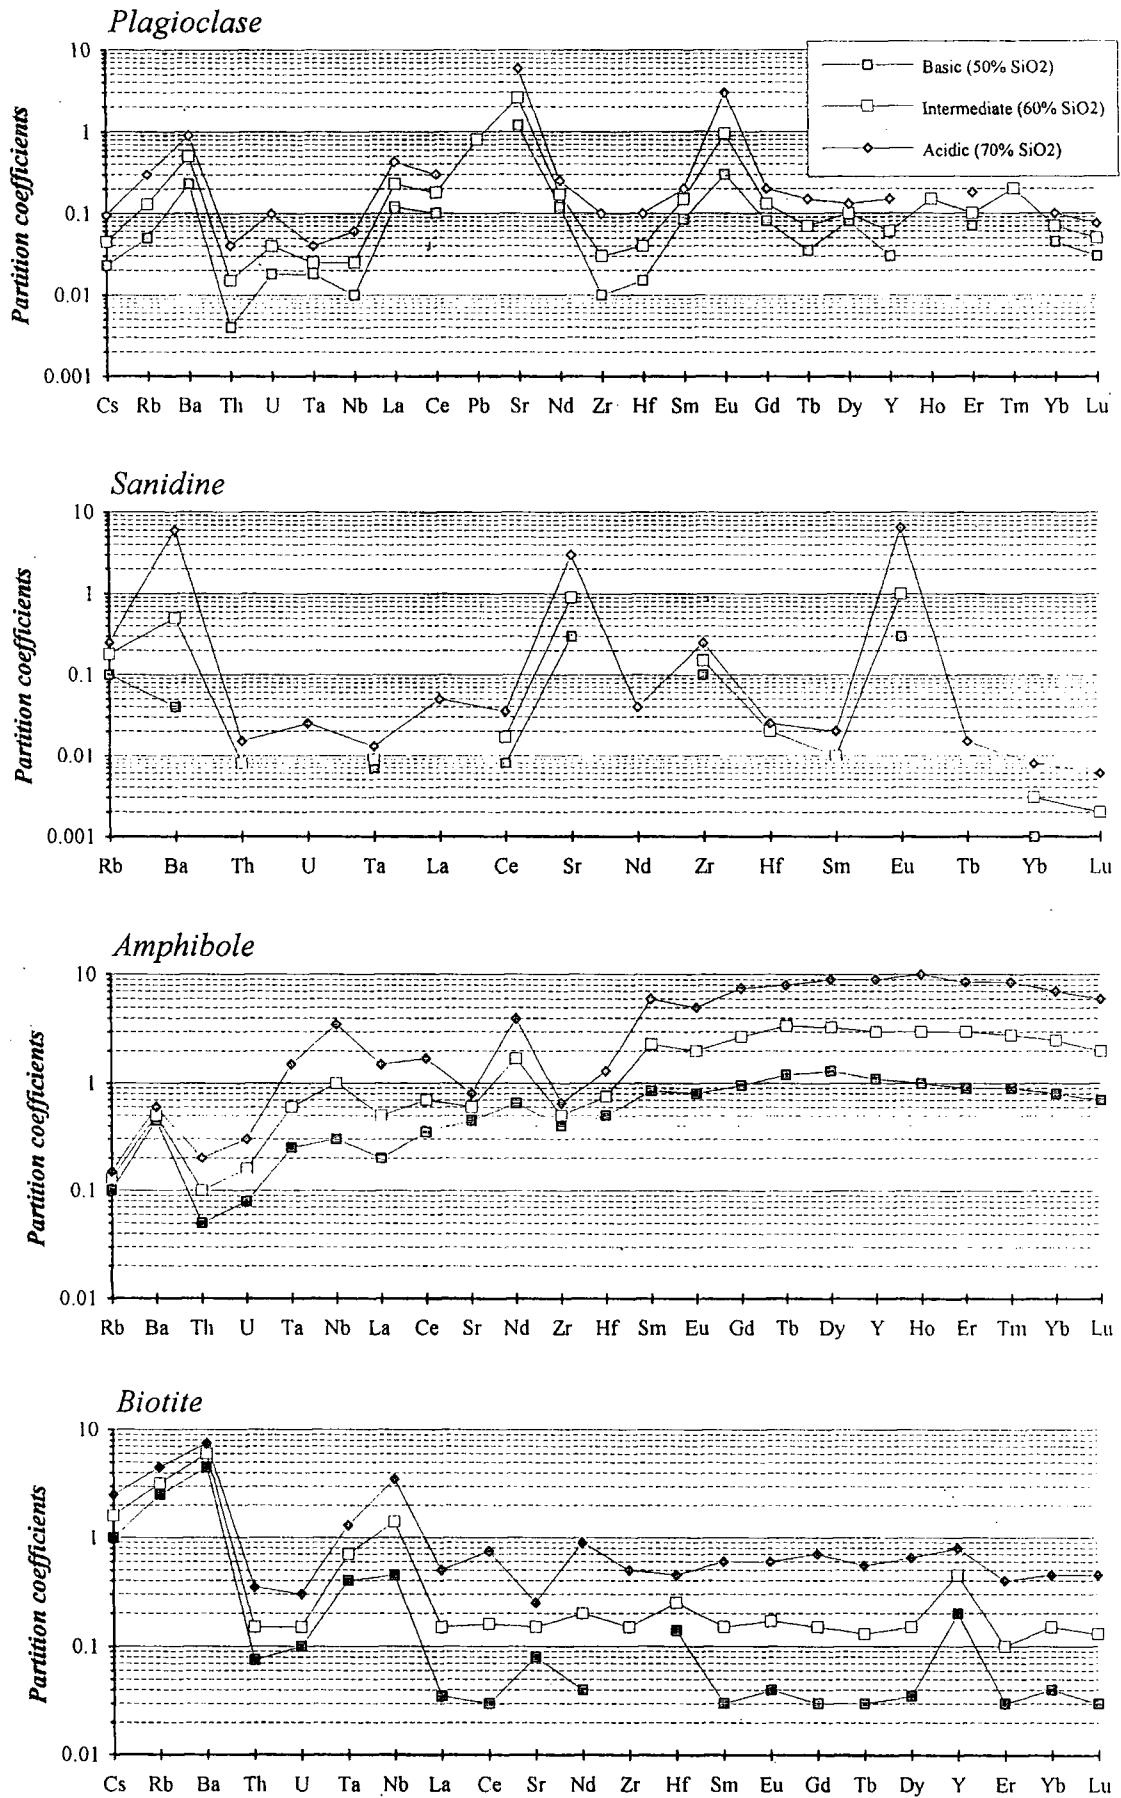 Plagioclase
Basic (50% SiO2)
Intermediate (60% SiO2)
Acidic (70% SiO2)
Partition coefficients
10
1
0.1
0.01
0.001
Cs Rb Ba Th U Ta Nb La Ce Pb Sr Nd Zr Hf Sm Eu Gd Tb Dy Y Ho Er Tm Yb Lu
Sanidine
Partition coefficients
10
1
0.1
0.01
0.001
Rb Ba Th U Ta La Ce Sr Nd Zr Hf Sm Eu Tb Yb Lu
Amphibole
Partition coefficients
10
1
0.1
0.01
Rb Ba Th U Ta Nb La Ce Sr Nd Zr Hf Sm Eu Gd Tb Dy Y Ho Er Tm Yb Lu
Biotite
Partition coefficients
10
1
0.1
0.01
Cs Rb Ba Th U Ta Nb La Ce Sr Nd Zr Hf Sm Eu Gd Tb Dy Y Er Yb Lu